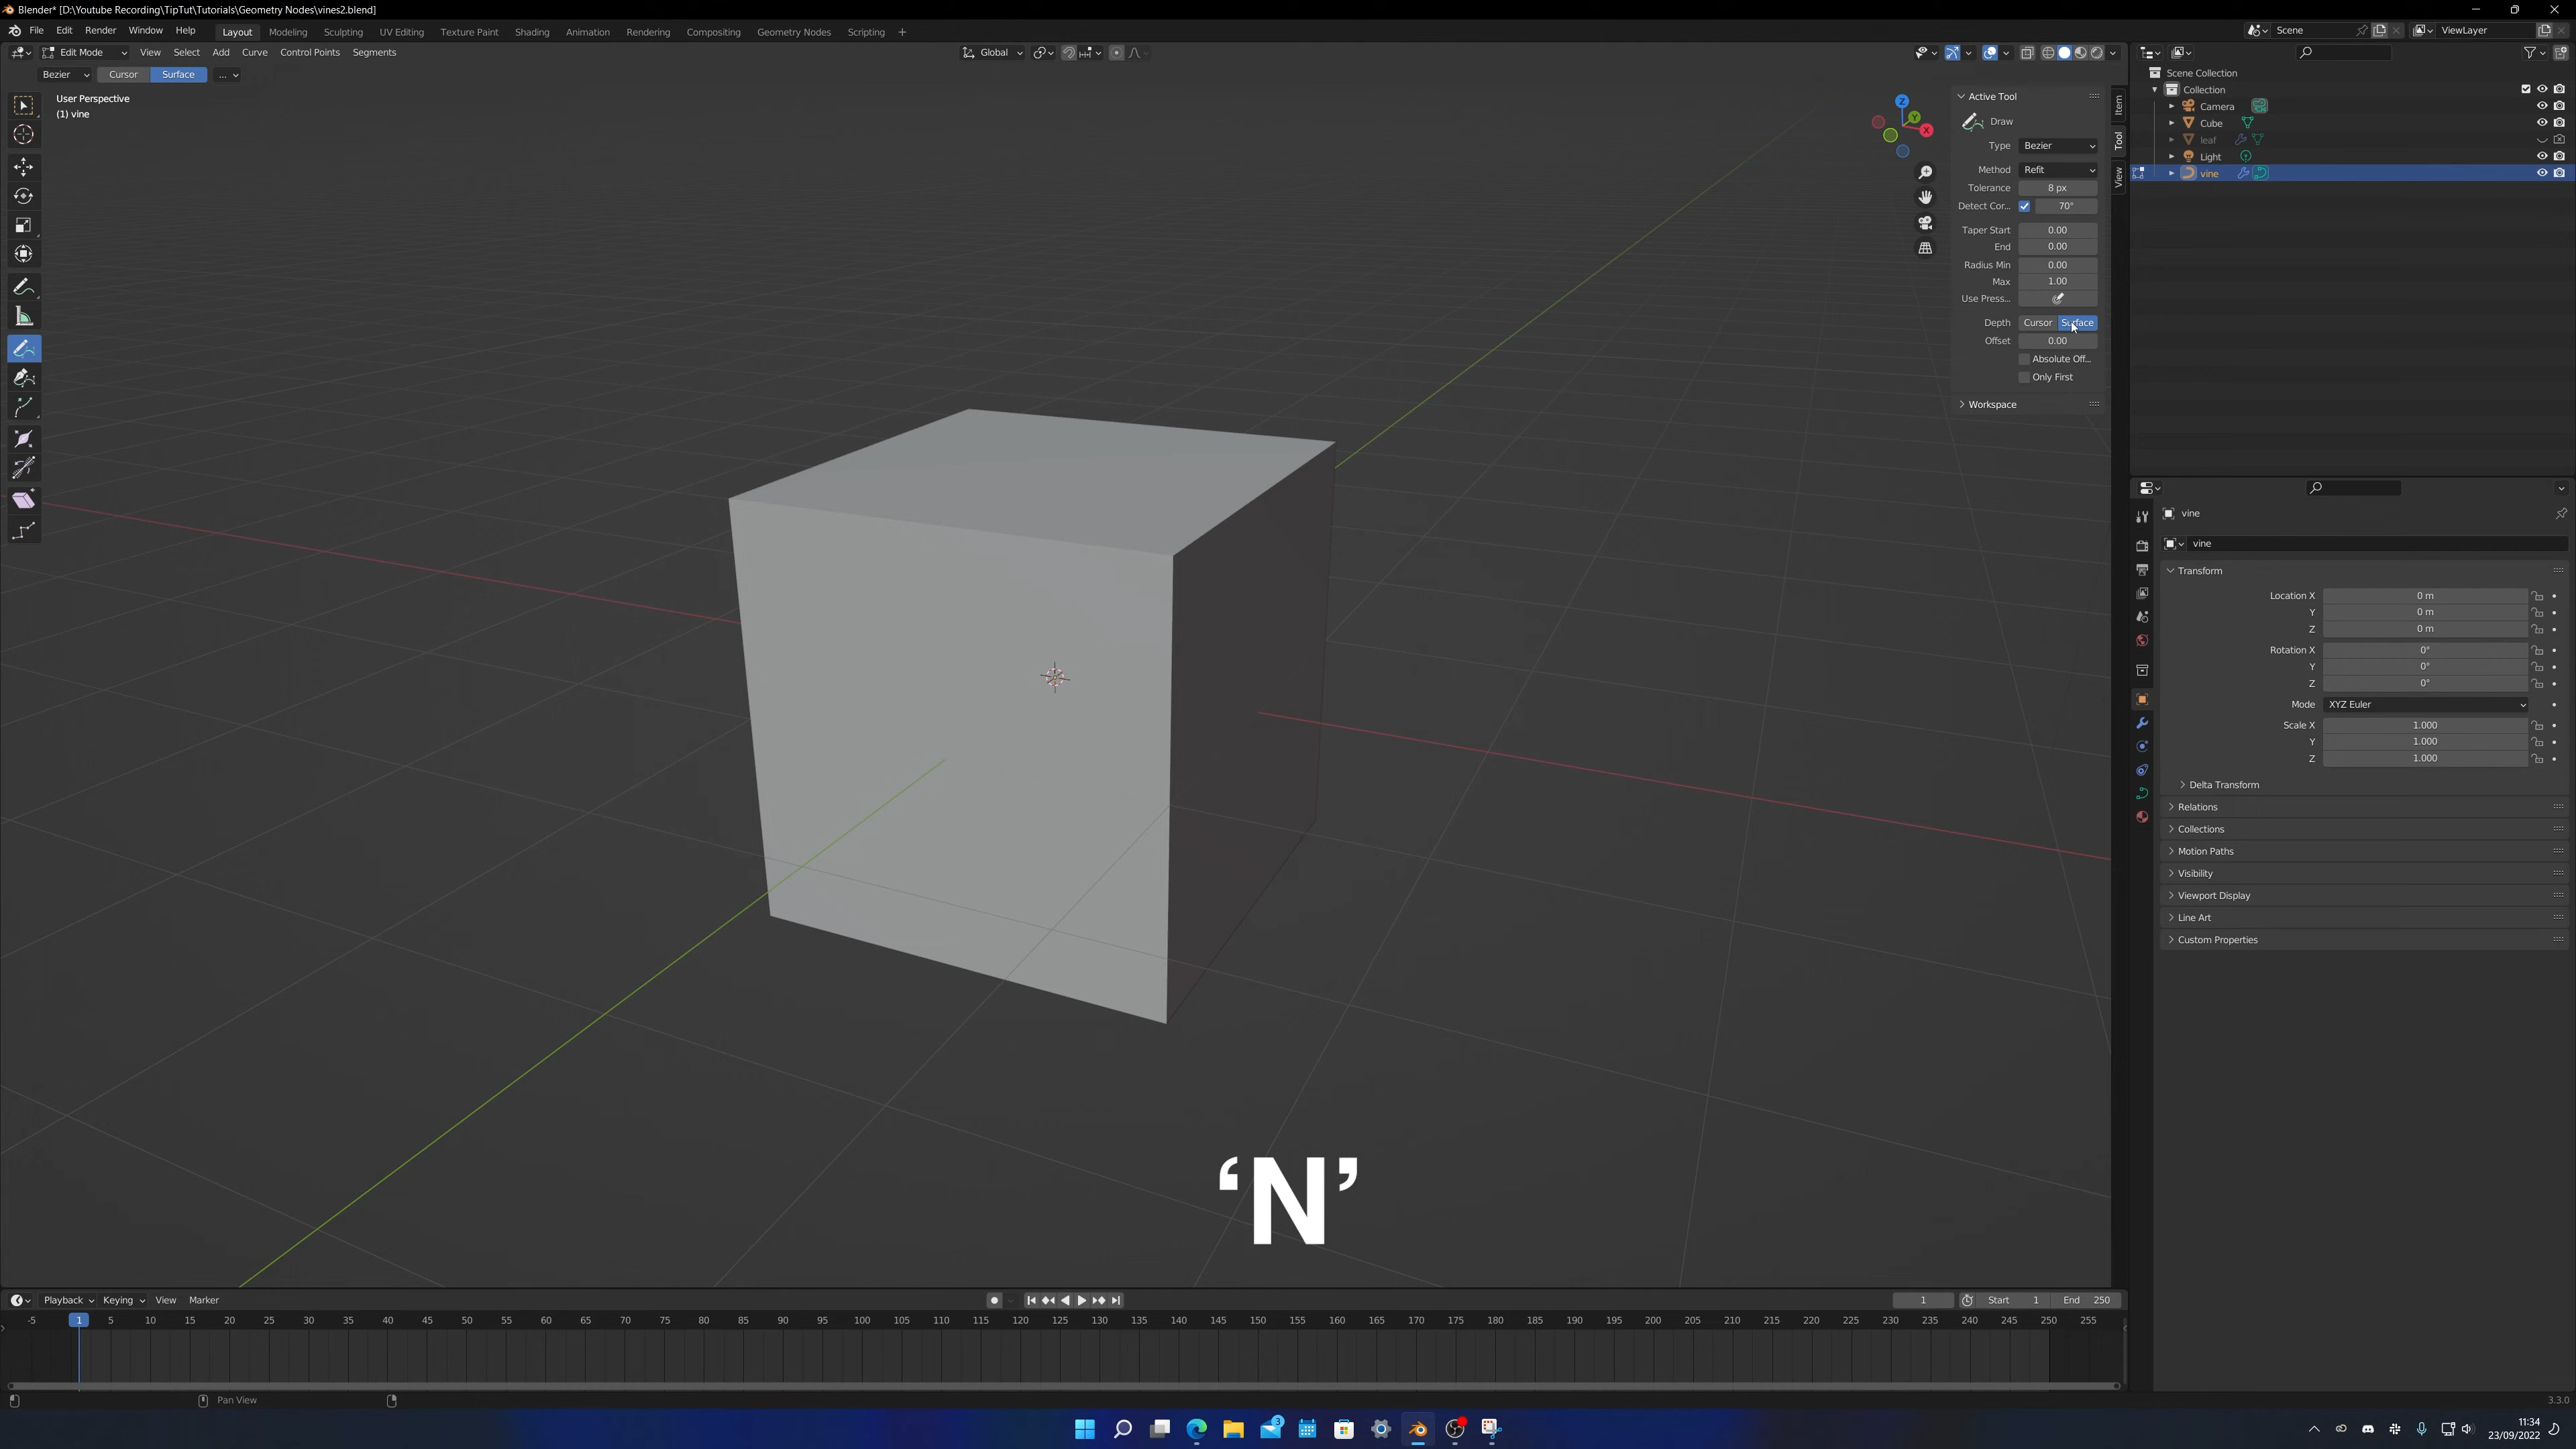 Blender* [D:\Youtube Recording\TipTut\Tutorials\Geometry Nodes\vines2.blend]
File Edit Render Window Help Layout Modeling Sculpting UV Editing Texture Paint Shading Animation Rendering Compositing Geometry Nodes Scripting + Scene ViewLayer
Edit Mode View Select Add Curve Control Points Segments Global
Bezier Cursor Surface ...
User Perspective
(1) vine
Z
Y
X
Active Tool
Draw
Type Bezier
Method Refit
Tolerance 8 px
Detect Cor... 70°
Taper Start 0.00
End 0.00
Radius Min 0.00
Max 1.00
Use Press...
Depth Cursor Surface
Offset 0.00
Absolute Off...
Only First
Workspace
Item
Tool
View
Scene Collection
Collection
Camera
Cube
leaf
Light
vine
vine
vine
Transform
Location X 0 m
Y 0 m
Z 0 m
Rotation X 0°
Y 0°
Z 0°
Mode XYZ Euler
Scale X 1.000
Y 1.000
Z 1.000
Delta Transform
Relations
Collections
Motion Paths
Visibility
Viewport Display
Line Art
Custom Properties
‘N’
Playback Keying View Marker 1 Start 1 End 250
-5 1 5 10 15 20 25 30 35 40 45 50 55 60 65 70 75 80 85 90 95 100 105 110 115 120 125 130 135 140 145 150 155 160 165 170 175 180 185 190 195 200 205 210 215 220 225 230 235 240 245 250 255
Pan View 3.3.0
3
11:34
23/09/2022